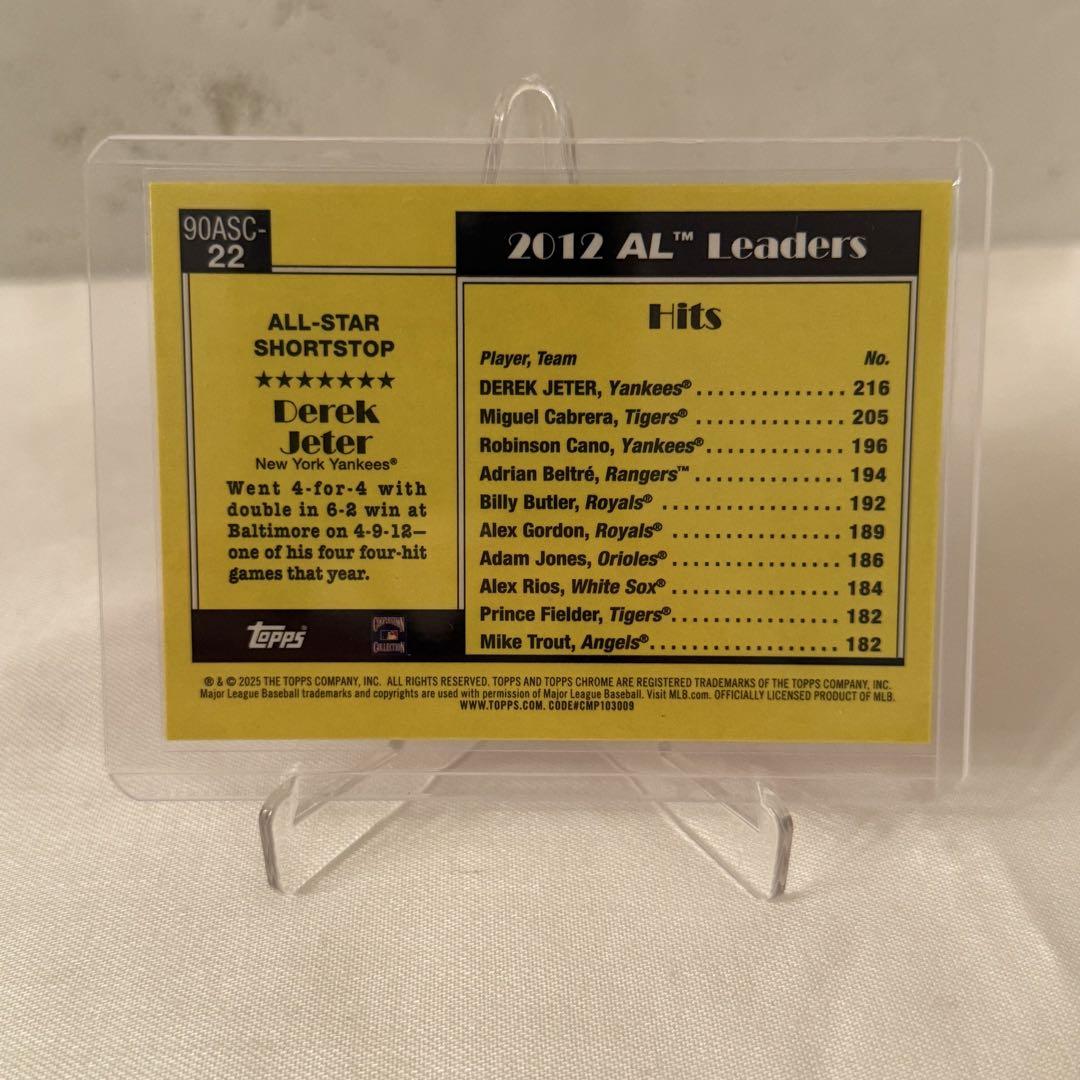 90ASC-
22
ALL-STAR
SHORTSTOP
★★★★★★★
Derek
Jeter
New York Yankees®
Went 4-for-4 with
double in 6-2 win at
Baltimore on 4-9-12—
one of his four four-hit
games that year.
topps®
COOPERSTOWN
COLLECTION
2012 AL™ Leaders
Hits
Player, Team No.
DEREK JETER, Yankees® .............. 216
Miguel Cabrera, Tigers® .............. 205
Robinson Cano, Yankees®............. 196
Adrian Beltré, Rangers™ .............. 194
Billy Butler, Royals® ................. 192
Alex Gordon, Royals® ................ 189
Adam Jones, Orioles® ................ 186
Alex Rios, White Sox® ................ 184
Prince Fielder, Tigers®................ 182
Mike Trout, Angels®.................. 182
® & © 2025 THE TOPPS COMPANY, INC. ALL RIGHTS RESERVED. TOPPS AND TOPPS CHROME ARE REGISTERED TRADEMARKS OF THE TOPPS COMPANY, INC.
Major League Baseball trademarks and copyrights are used with permission of Major League Baseball. Visit MLB.com. OFFICIALLY LICENSED PRODUCT OF MLB.
WWW.TOPPS.COM. CODE#CMP103009